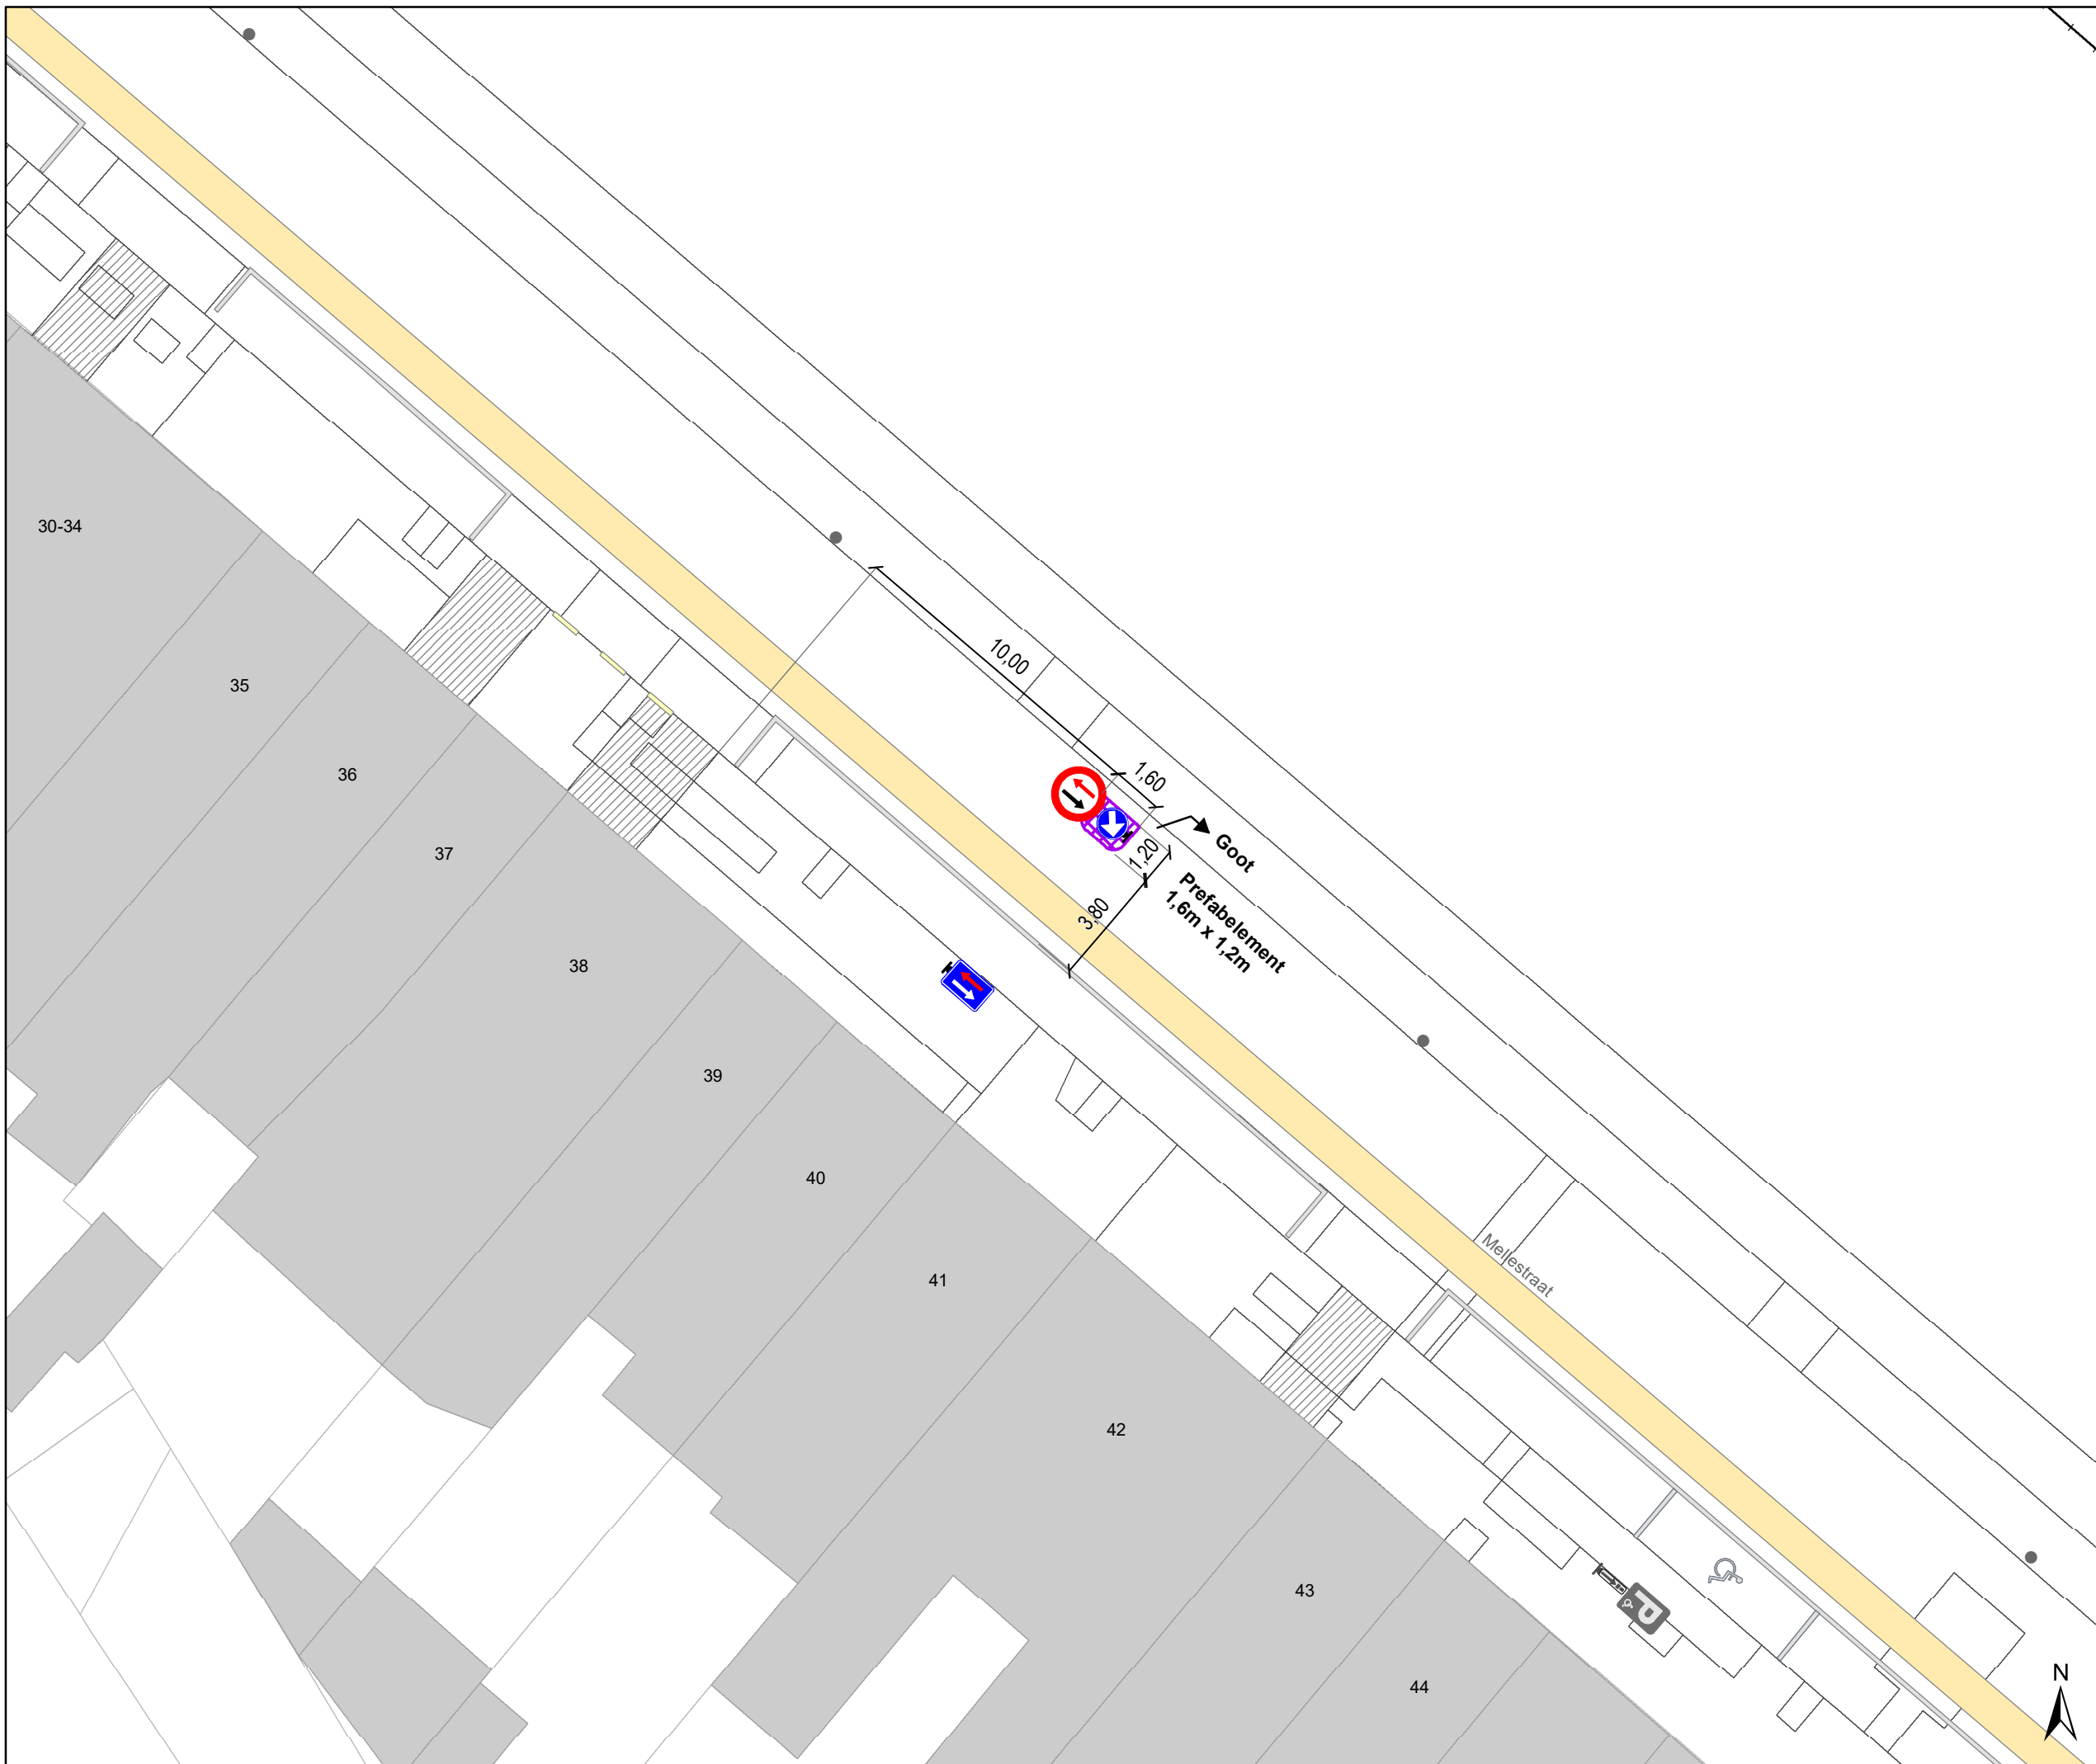 30-34
35
36
37
38
39
40
41
42
43
44
10,00
1,60
Goot
1,20
3,80
Prefabelement
1,6m x 1,2m
Mellestraat
P
N